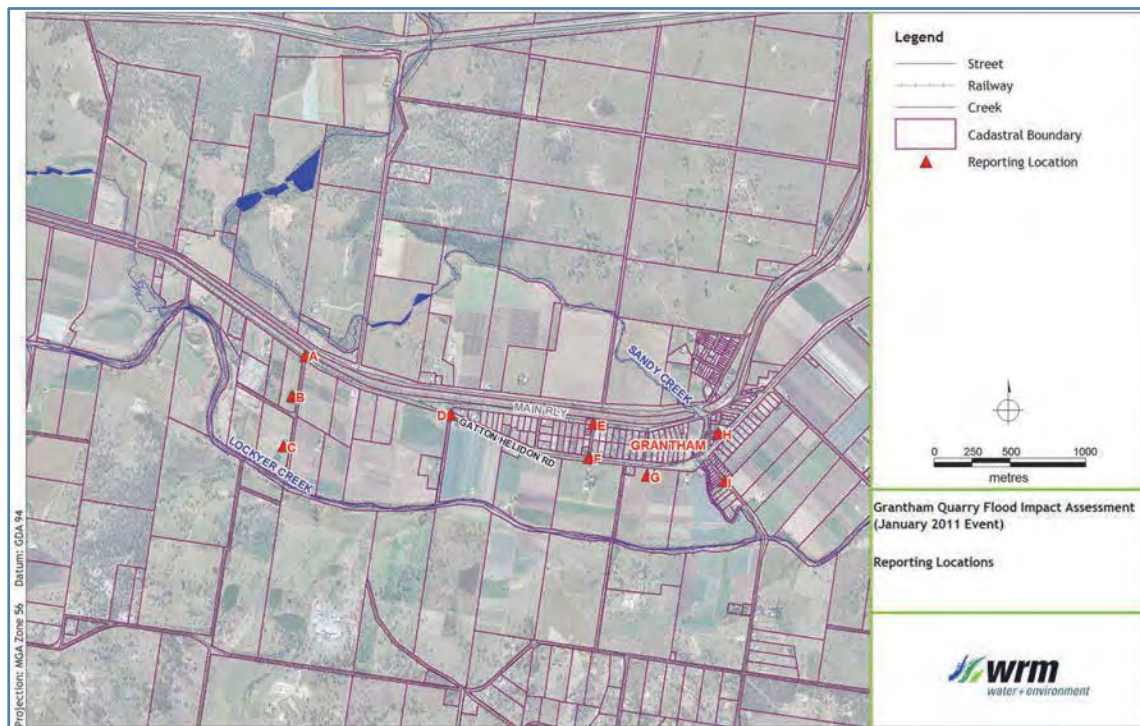 Projection: MGA Zone 56 Datum: GDA 94
A
B
C
D
E
F
G
H
I
MAIN RLY
GATTON HELIDON RD
SANDY CREEK
GRANTHAM
LOCKYER CREEK
Legend
Street
Railway
Creek
Cadastral Boundary
Reporting Location
0 500 1000
metres
Grantham Quarry Flood Impact Assessment
(January 2011 Event)
Reporting Locations
wrm
water+environment